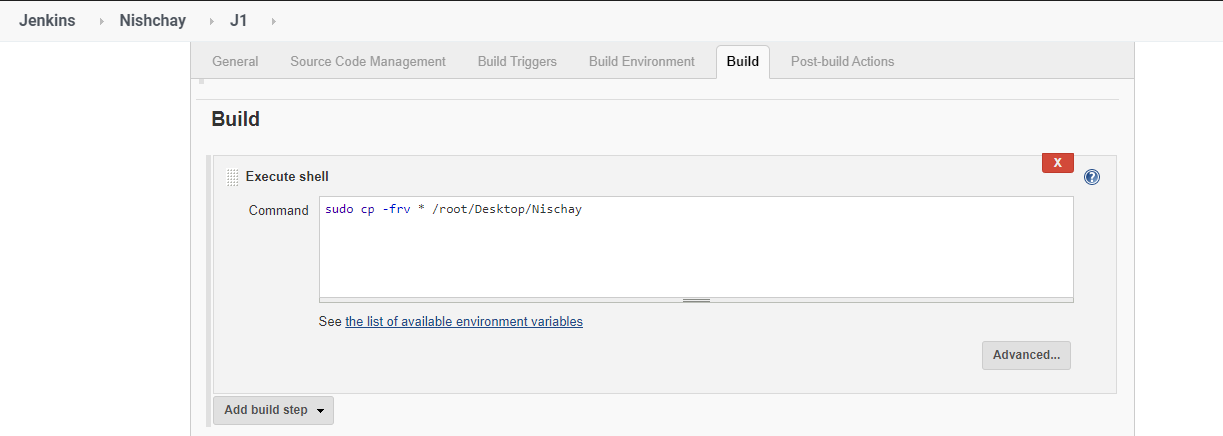 Jenkins Nishchay J1
General Source Code Management Build Triggers Build Environment Build Post-build Actions
Build
X
Execute shell
?
Command sudo cp -frv * /root/Desktop/Nischay
See the list of available environment variables
Advanced...
Add build step